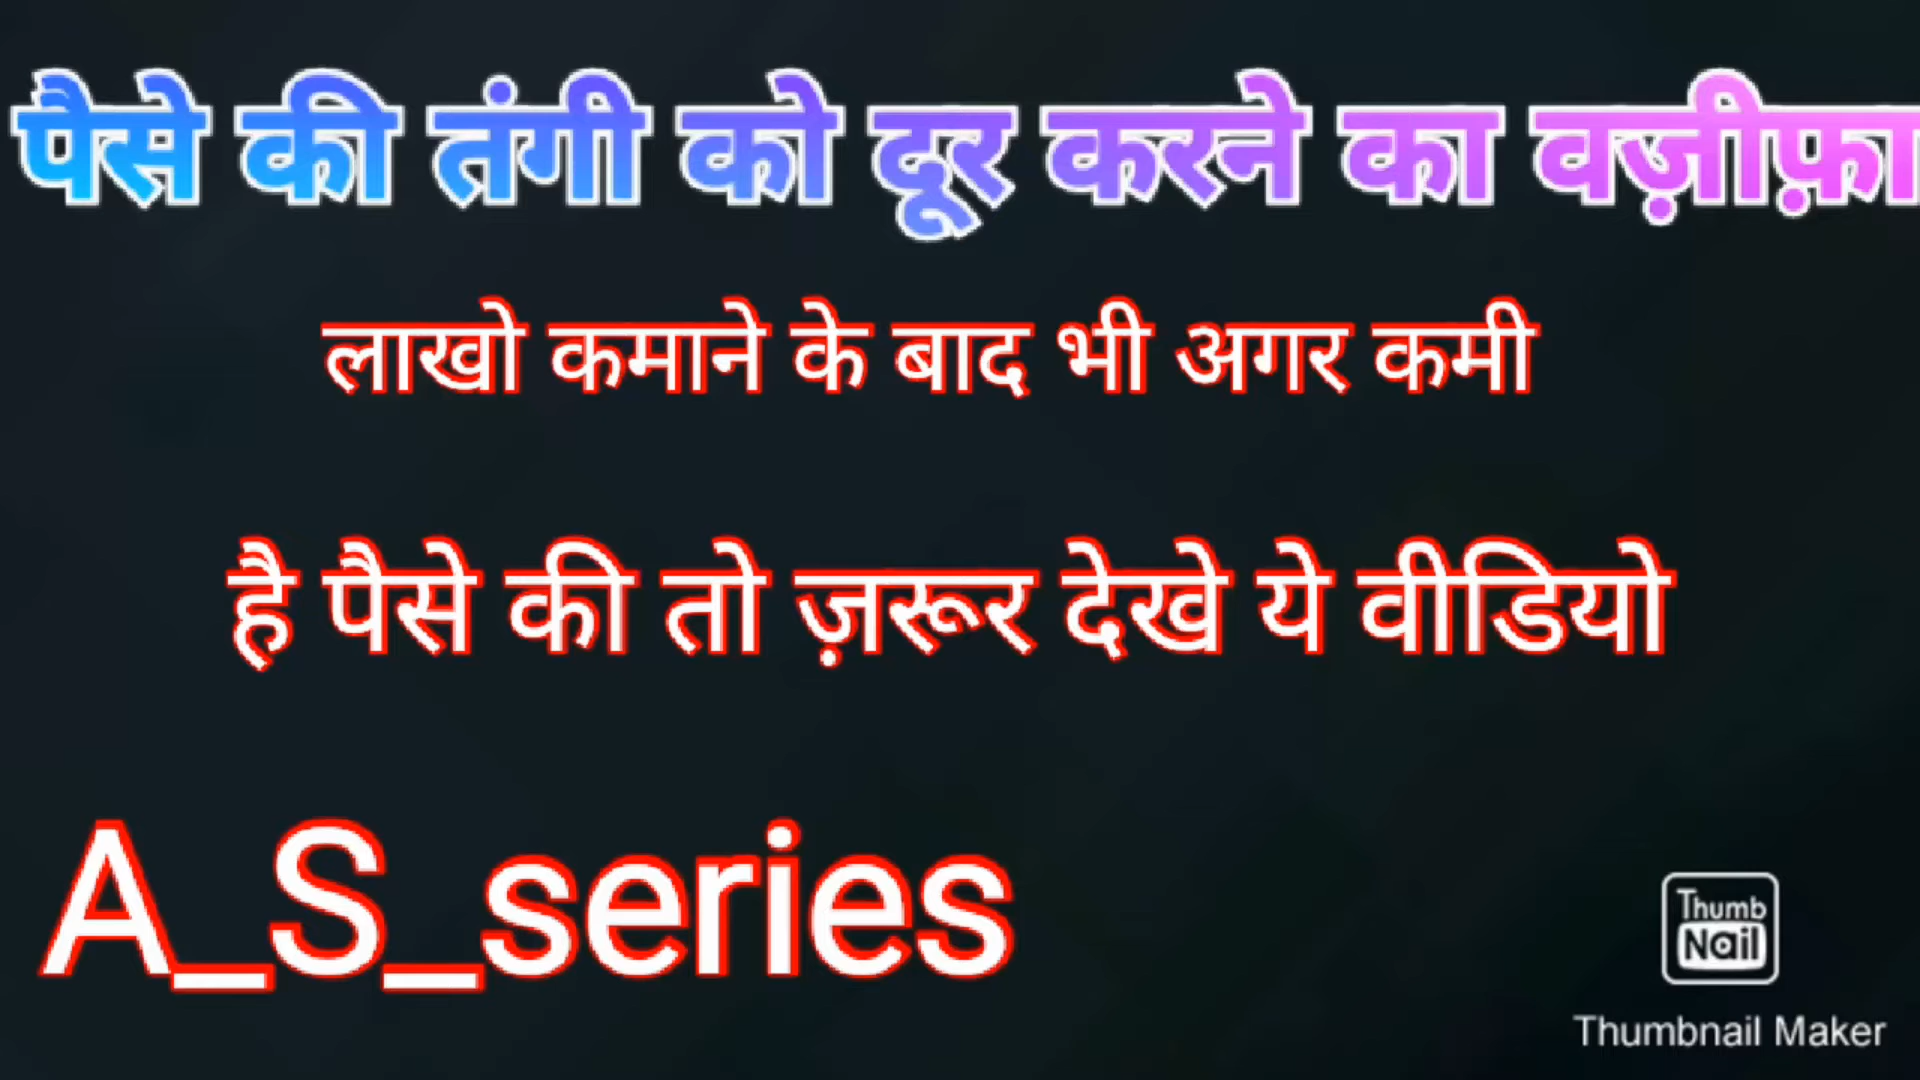 पैसे की तंगी को दूर करने का वज़ीफ़ा
लाखो कमाने के बाद भी अगर कमी
है पैसे की तो ज़रूर देखे ये वीडियो
A_S_series
Thumb
Nail
Thumbnail Maker